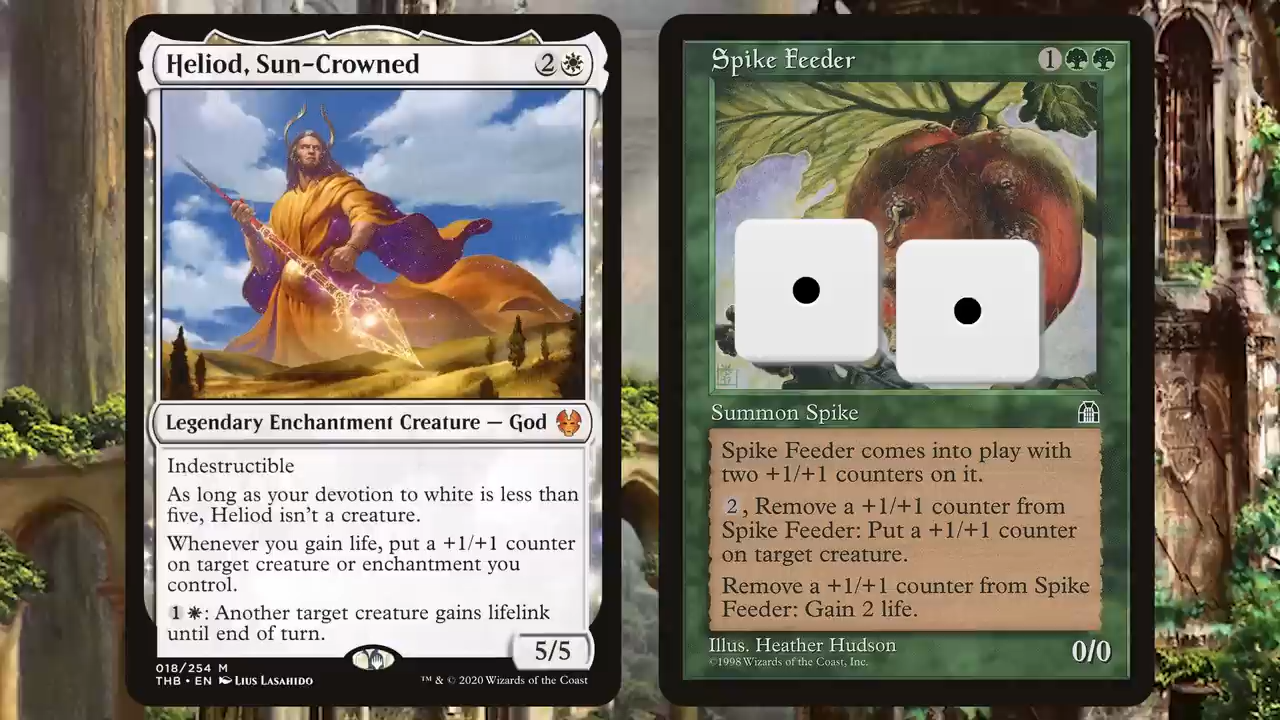 Heliod, Sun-Crowned
2
Legendary Enchantment Creature — God
Indestructible
As long as your devotion to white is less than
five, Heliod isn't a creature.
Whenever you gain life, put a +1/+1 counter
on target creature or enchantment you
control.
1 : Another target creature gains lifelink
until end of turn.
5/5
018/254 M
THB • EN Lius Lasahido
™ & © 2020 Wizards of the Coast
Spike Feeder
1
Summon Spike
Spike Feeder comes into play with
two +1/+1 counters on it.
2, Remove a +1/+1 counter from
Spike Feeder: Put a +1/+1 counter
on target creature.
Remove a +1/+1 counter from Spike
Feeder: Gain 2 life.
Illus. Heather Hudson
©1998 Wizards of the Coast, Inc.
0/0